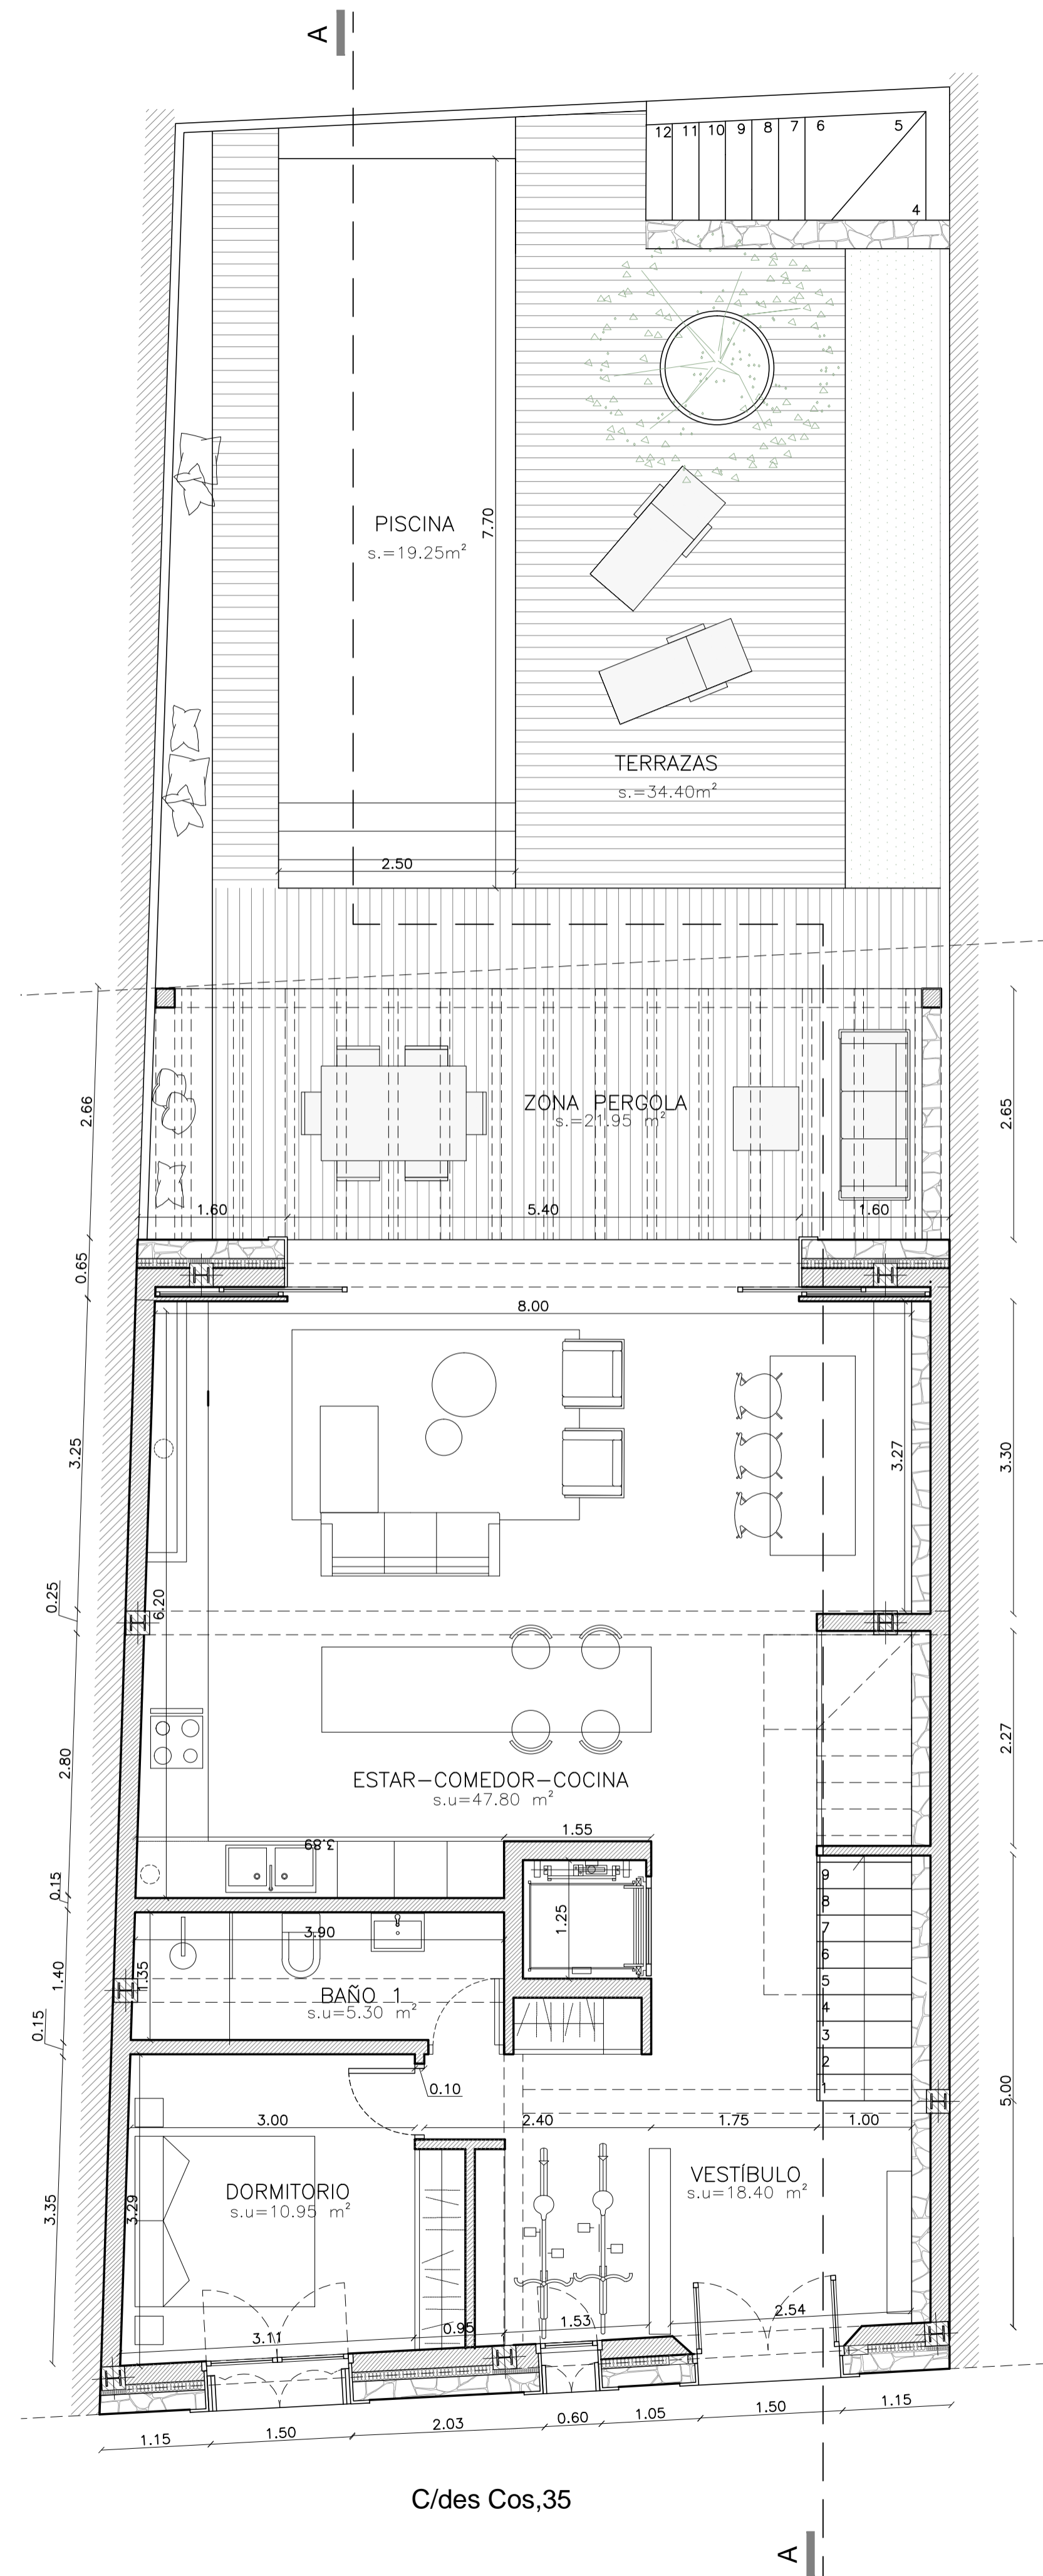 A
12 11 10 9 8 7 6 5
4
PISCINA
s.=19.25m²
7.70
TERRAZAS
s.=34.40m²
2.50
2.66
ZONA PERGOLA
s.=21.95 m²
2.65
1.60 5.40 1.60
0.65
8.00
3.25
3.27
3.30
0.25
6.20
2.80
2.27
ESTAR-COMEDOR-COCINA
s.u=47.80 m²
3.89
1.55
0.15
9
8
7
6
5
4
3
2
1
1.25
3.90
1.40
1.35
BAÑO 1
s.u=5.30 m²
0.15
0.10
5.00
3.00 2.40 1.75 1.00
VESTÍBULO
s.u=18.40 m²
DORMITORIO
s.u=10.95 m²
3.35
3.29
3.11 0.95 1.53 2.54
1.15 1.50 2.03 0.60 1.05 1.50 1.15
C/des Cos,35
A